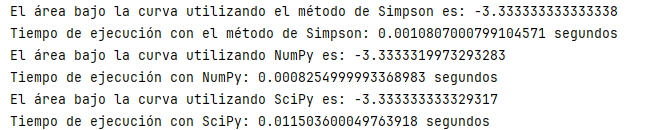 El área bajo la curva utilizando el método de Simpson es: -3.333333333333338
Tiempo de ejecución con el método de Simpson: 0.0010807000799104571 segundos
El área bajo la curva utilizando NumPy es: -3.3333319973293283
Tiempo de ejecución con NumPy: 0.0008254999993368983 segundos
El área bajo la curva utilizando SciPy es: -3.333333333329317
Tiempo de ejecución con SciPy: 0.011503600049763918 segundos